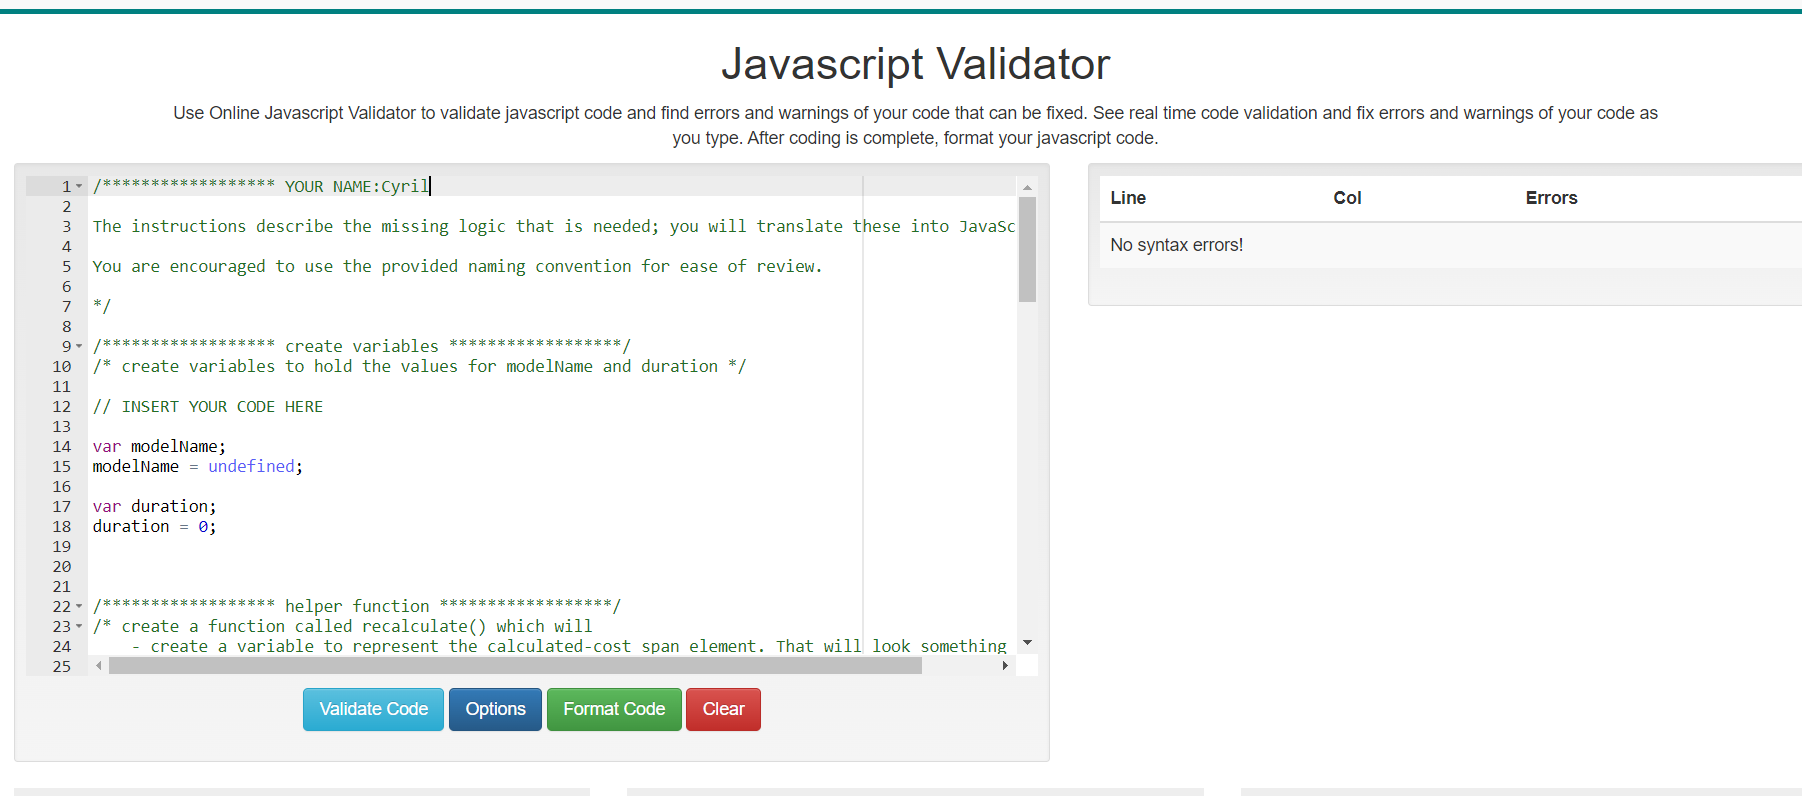 Javascript Validator
Use Online Javascript Validator to validate javascript code and find errors and warnings of your code that can be fixed. See real time code validation and fix errors and warnings of your code as
you type. After coding is complete, format your javascript code.
1 /****************** YOUR NAME:Cyril
2
3 The instructions describe the missing logic that is needed; you will translate these into JavaSc
4
5 You are encouraged to use the provided naming convention for ease of review.
6
7 */
8
9 /****************** create variables ******************/
10 /* create variables to hold the values for modelName and duration */
11
12 // INSERT YOUR CODE HERE
13
14 var modelName;
15 modelName = undefined;
16
17 var duration;
18 duration = 0;
19
20
21
22 /****************** helper function ******************/
23 /* create a function called recalculate() which will
24 - create a variable to represent the calculated-cost span element. That will look something
25
Validate Code Options Format Code Clear
Line Col Errors
No syntax errors!